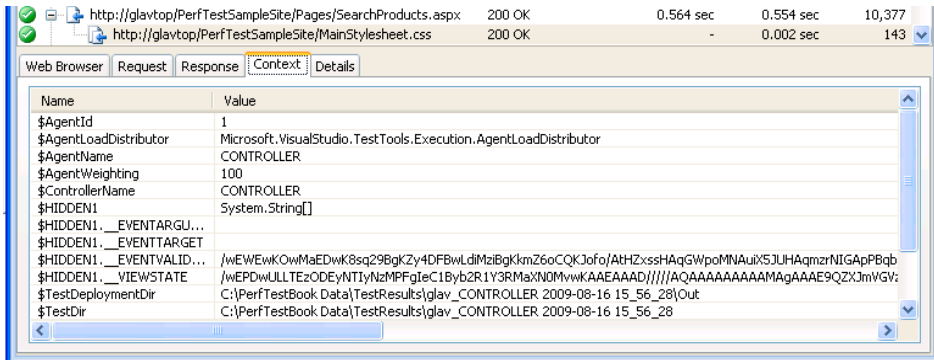 http://glavtop/PerfTestSampleSite/Pages/SearchProducts.aspx 200 OK 0.564 sec 0.554 sec 10,377
http://glavtop/PerfTestSampleSite/MainStylesheet.css 200 OK - 0.002 sec 143
Web Browser Request Response Context Details
Name Value
$AgentId 1
$AgentLoadDistributor Microsoft.VisualStudio.TestTools.Execution.AgentLoadDistributor
$AgentName CONTROLLER
$AgentWeighting 100
$ControllerName CONTROLLER
$HIDDEN1 System.String[]
$HIDDEN1.__EVENTARGU...
$HIDDEN1.__EVENTTARGET
$HIDDEN1.__EVENTVALID... /wEWEwKOwMaEDwK8sq29BgKZy4DFBwLdiMziBgKkmZ6oCQKJofo/AtHZxssHAqGWpoMNAuiX5JUHAqmzrNIGApPBqb
$HIDDEN1.__VIEWSTATE /wEPDwULLTEzODEyNTIyNzMPFgIeC1Byb2R1Y3RMaXN0MvwKAAEAAAD/////AQAAAAAAAAAMAgAAAE9QZXJmVGVz
$TestDeploymentDir C:\PerfTestBook Data\TestResults\glav_CONTROLLER 2009-08-16 15_56_28\Out
$TestDir C:\PerfTestBook Data\TestResults\glav_CONTROLLER 2009-08-16 15_56_28